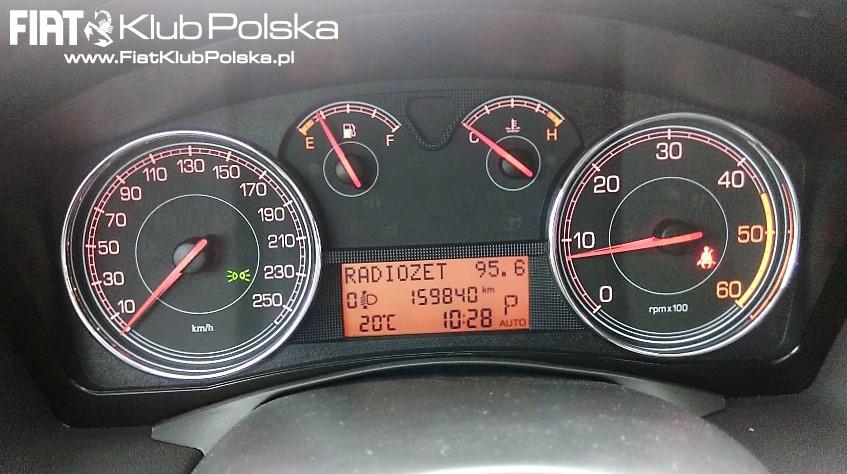 FIAT Klub Polska
www.FiatKlubPolska.pl
E F
C H
10 50 70 90 110 130 150 170 190 210 230 250
km/h
RADIOZET 95.6
0 159840 km
20°C 10:28 P
AUTO
0 10 20 30 40 50 60
rpm x 100